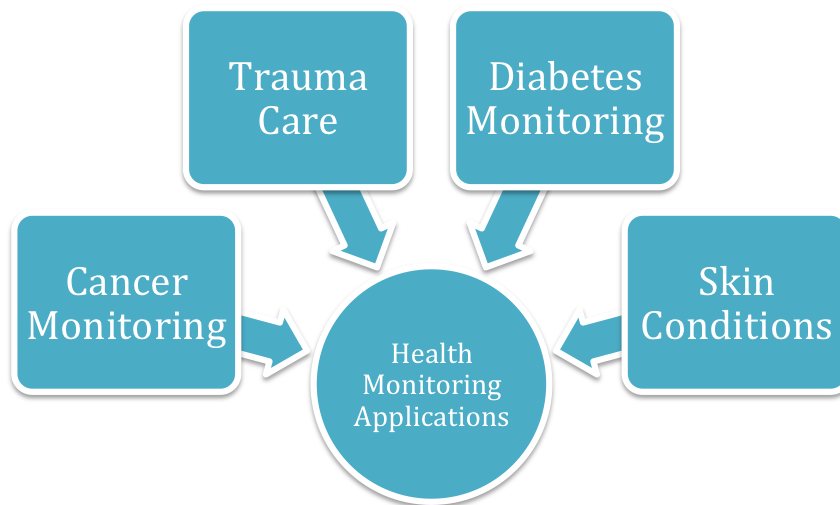 Trauma
Care
Diabetes
Monitoring
Cancer
Monitoring
Skin
Conditions
Health
Monitoring
Applications